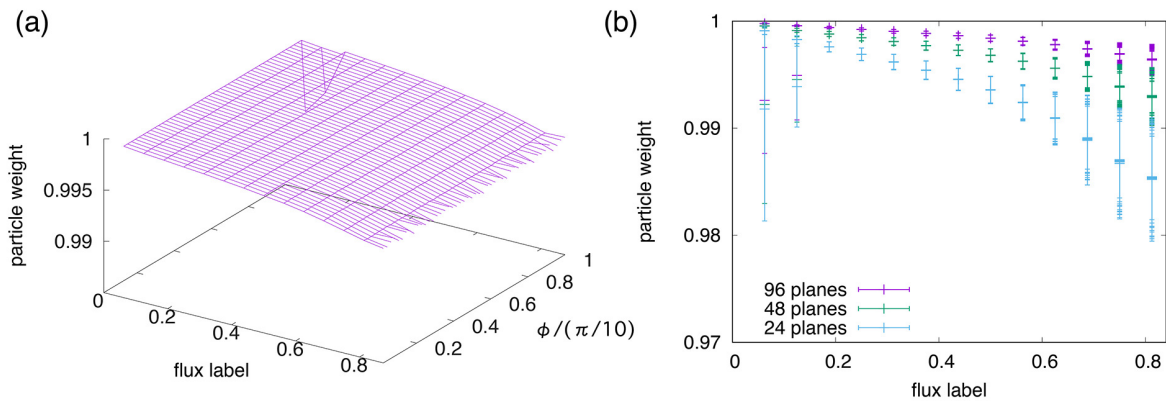 (a)
1
0.995
0.99
particle weight
0
0.2
0.4
0.6
0.8
flux label
0.2
0.4
0.6
0.8
1
ϕ/(π/10)
(b)
1
0.99
0.98
0.97
particle weight
96 planes
48 planes
24 planes
0
0.2
0.4
0.6
0.8
flux label